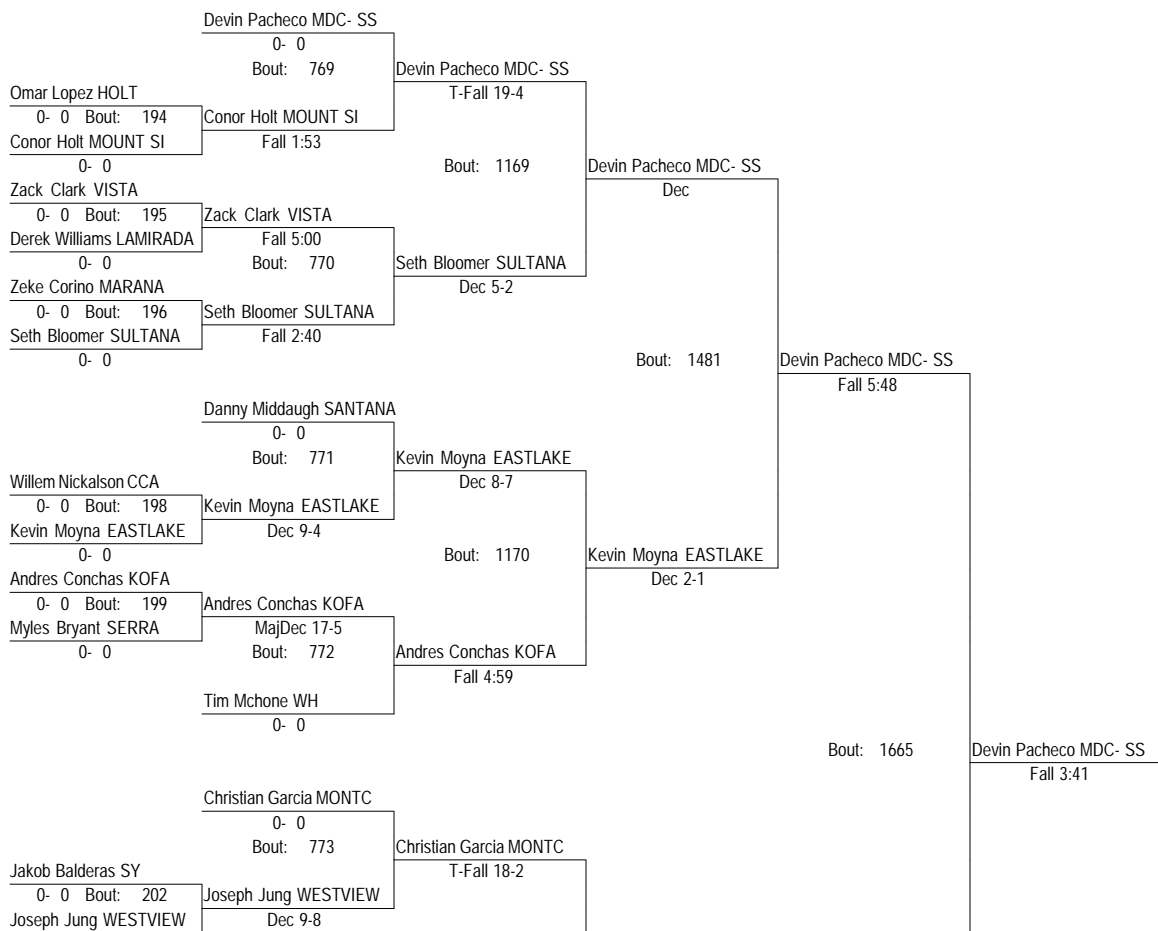 Devin Pacheco MDC- SS
0- 0
Bout: 769 Devin Pacheco MDC- SS
Omar Lopez HOLT T-Fall 19-4
0- 0 Bout: 194 Conor Holt MOUNT SI
Conor Holt MOUNT SI Fall 1:53
0- 0 Bout: 1169 Devin Pacheco MDC- SS
Zack Clark VISTA Dec
0- 0 Bout: 195 Zack Clark VISTA
Derek Williams LAMIRADA Fall 5:00
0- 0 Bout: 770 Seth Bloomer SULTANA
Zeke Corino MARANA Dec 5-2
0- 0 Bout: 196 Seth Bloomer SULTANA
Seth Bloomer SULTANA Fall 2:40
0- 0 Bout: 1481 Devin Pacheco MDC- SS
Fall 5:48
Danny Middaugh SANTANA
0- 0
Bout: 771 Kevin Moyna EASTLAKE
Willem Nickalson CCA Dec 8-7
0- 0 Bout: 198 Kevin Moyna EASTLAKE
Kevin Moyna EASTLAKE Dec 9-4
0- 0 Bout: 1170 Kevin Moyna EASTLAKE
Andres Conchas KOFA Dec 2-1
0- 0 Bout: 199 Andres Conchas KOFA
Myles Bryant SERRA MajDec 17-5
0- 0 Bout: 772 Andres Conchas KOFA
Fall 4:59
Tim Mchone WH
0- 0
Bout: 1665 Devin Pacheco MDC- SS
Fall 3:41
Christian Garcia MONTC
0- 0
Bout: 773 Christian Garcia MONTC
Jakob Balderas SY T-Fall 18-2
0- 0 Bout: 202 Joseph Jung WESTVIEW
Joseph Jung WESTVIEW Dec 9-8